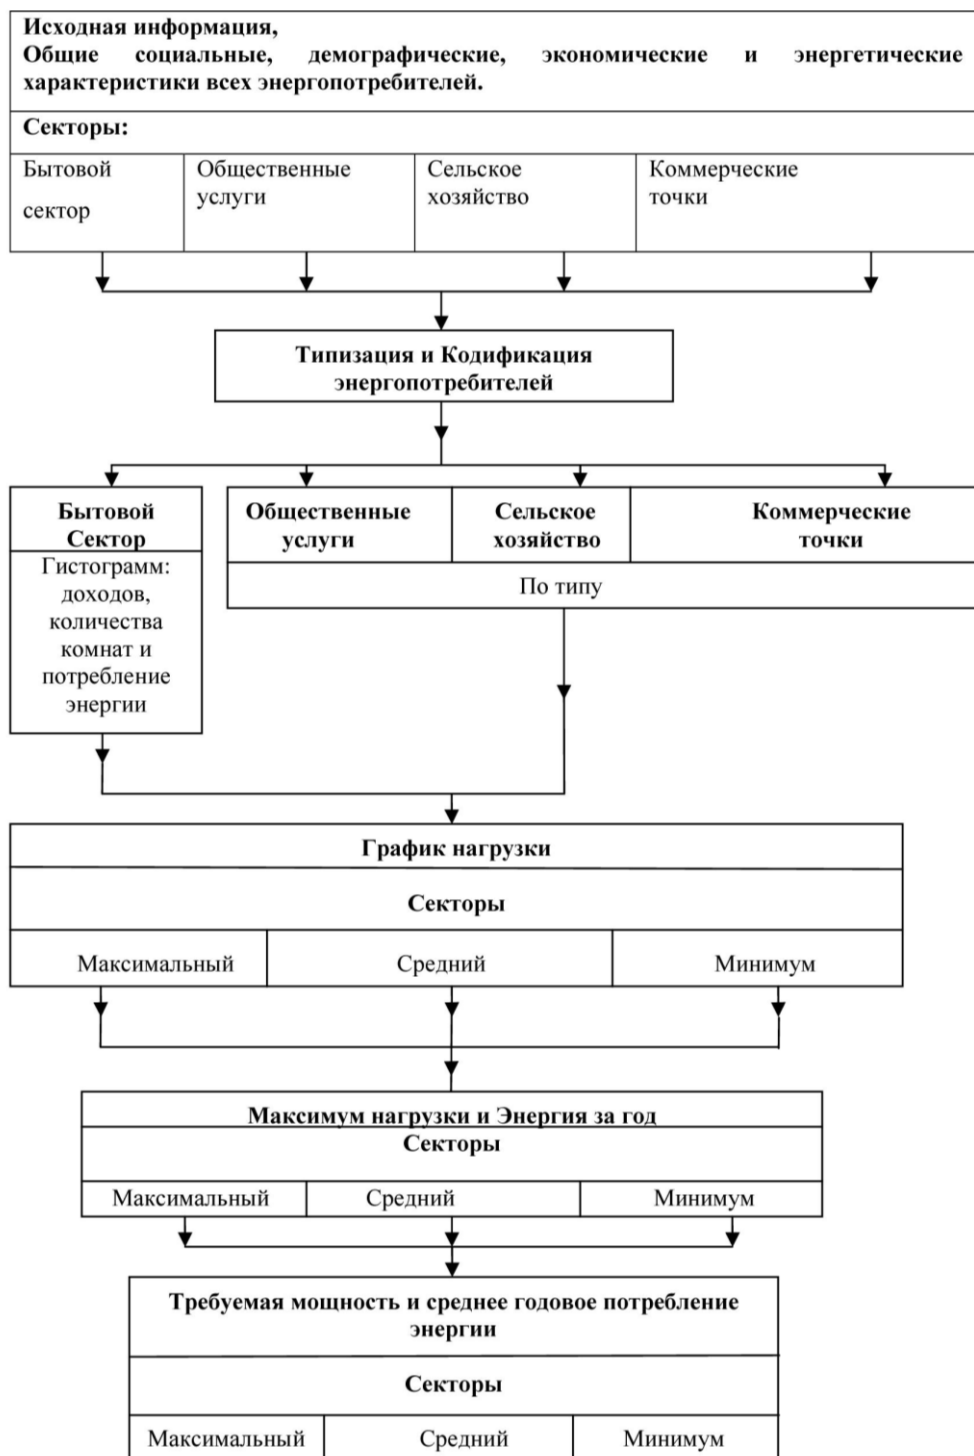 Исходная информация,
Общие социальные, демографические, экономические и энергетические
характеристики всех энергопотребителей.
Секторы:
Бытовой
сектор
Общественные
услуги
Сельское
хозяйство
Коммерческие
точки
Типизация и Кодификация
энергопотребителей
Бытовой
Сектор
Гистограмм:
доходов,
количества
комнат и
потребление
энергии
Общественные
услуги
Сельское
хозяйство
Коммерческие
точки
По типу
График нагрузки
Секторы
Максимальный
Средний
Минимум
Максимум нагрузки и Энергия за год
Секторы
Максимальный
Средний
Минимум
Требуемая мощность и среднее годовое потребление
энергии
Секторы
Максимальный
Средний
Минимум